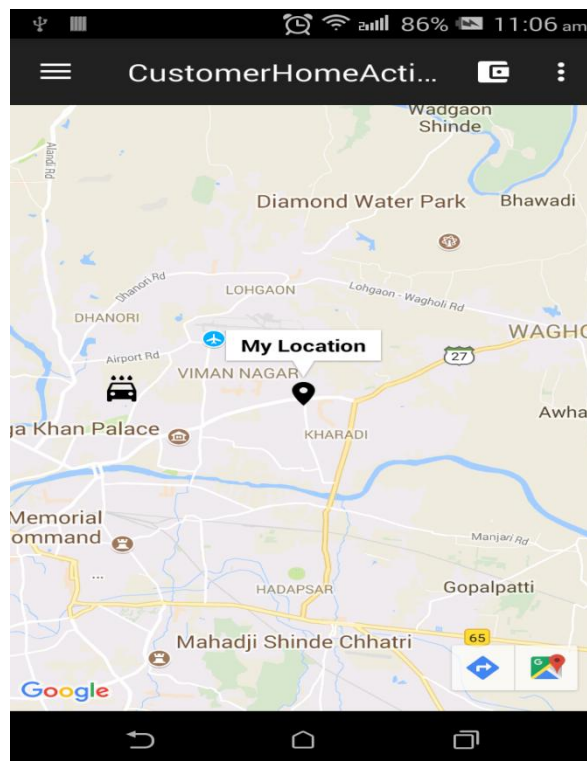 86% 11:06 am
CustomerHomeActi...
Wadgaon
Shinde
Alandi Rd
Diamond Water Park
Bhawadi
Dhanori Rd
LOHGAON
Lohgaon - Wagholi Rd
DHANORI
WAGHO
My Location
27
Airport Rd
VIMAN NAGAR
Awha
ga Khan Palace
KHARADI
Memorial
ommand
Manjari Rd
...
HADAPSAR
Gopalpatti
65
Mahadji Shinde Chhatri
Google